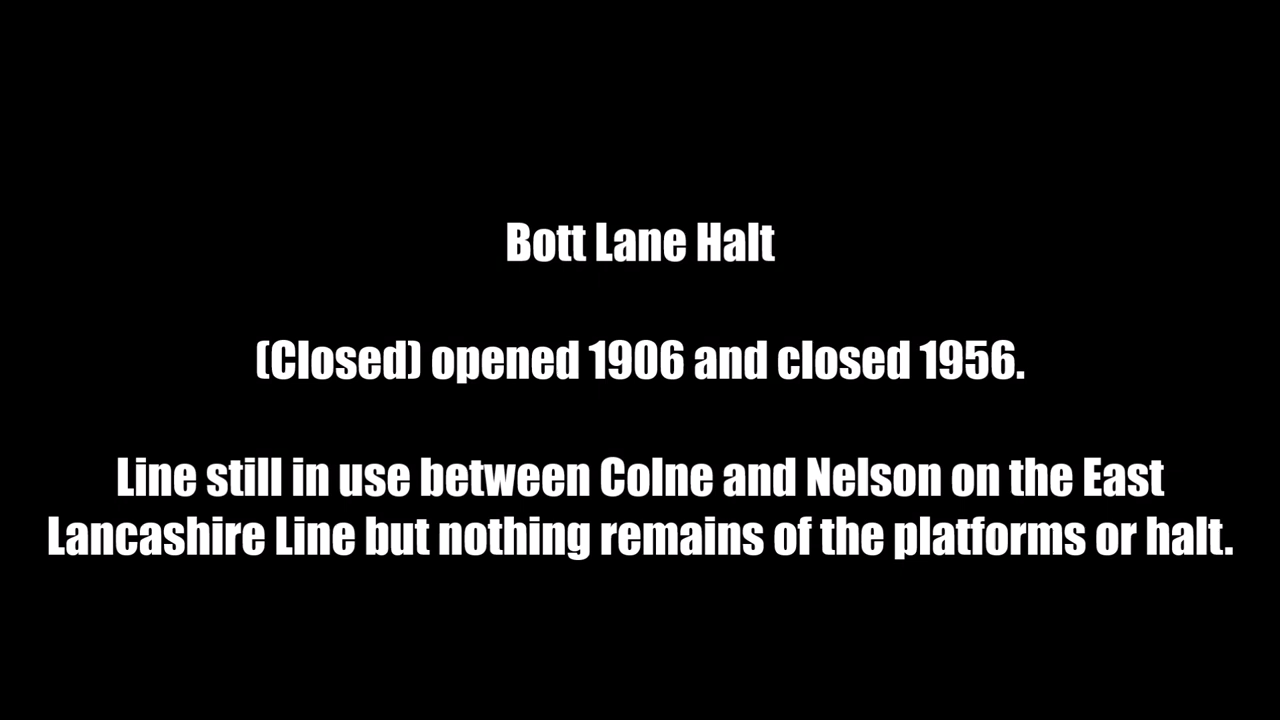 Bott Lane Halt
(Closed) opened 1906 and closed 1956.
Line still in use between Colne and Nelson on the East
Lancashire Line but nothing remains of the platforms or halt.